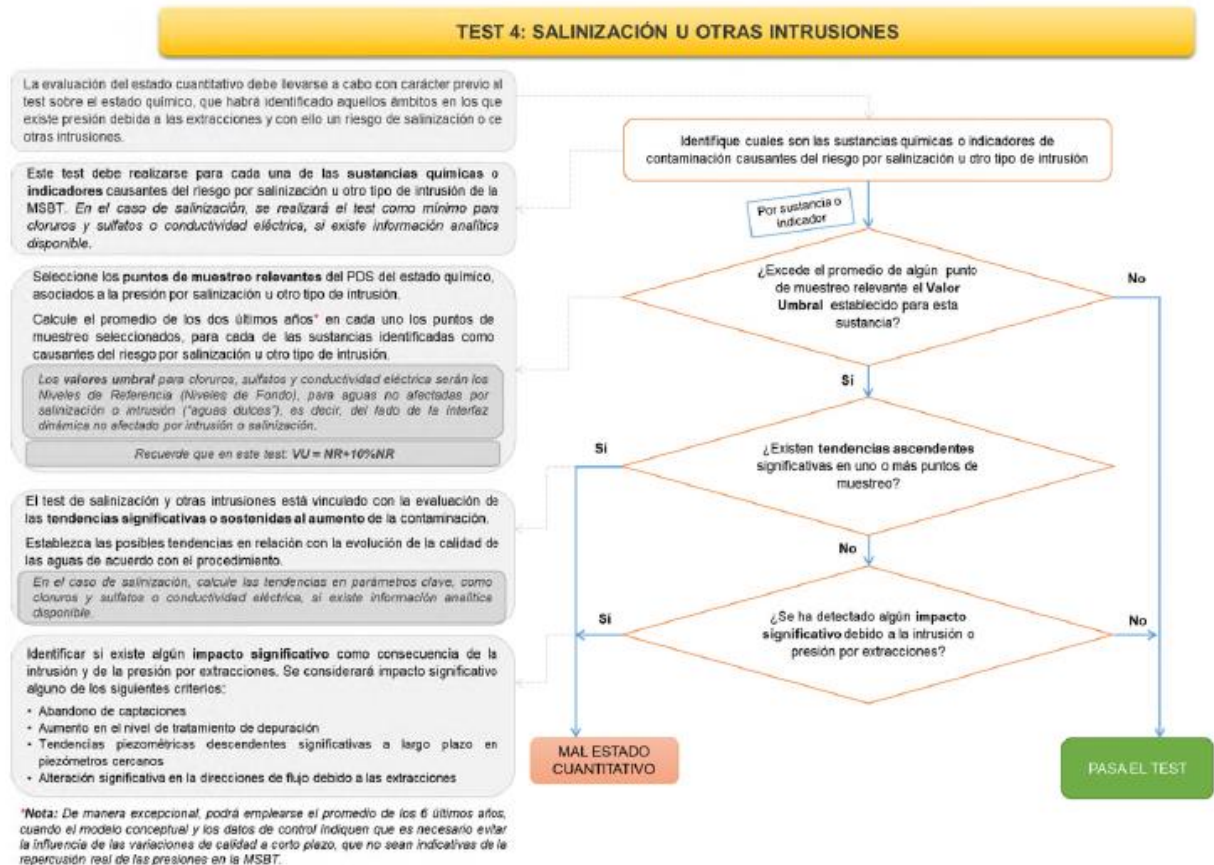 TEST 4: SALINIZACIÓN U OTRAS INTRUSIONES
La evaluación del estado cuantitativo debe llevarse a cabo con carácter previo al
test sobre el estado químico, que habrá identificado aquellos ámbitos en los que
existe presión debida a las extracciones y con ello un riesgo de salinización o de
otras intrusiones.
Este test debe realizarse para cada una de las sustancias químicas o
indicadores causantes del riesgo por salinización u otro tipo de intrusión de la
MSBT. En el caso de salinización, se realizará el test como mínimo para
cloruros y sulfatos o conductividad eléctrica, si existe información analítica
disponible.
Seleccione los puntos de muestreo relevantes del PDS del estado químico,
asociados a la presión por salinización u otro tipo de intrusión.
Calcule el promedio de los dos últimos años* en cada uno los puntos de
muestreo seleccionados, para cada de las sustancias identificadas como
causantes del riesgo por salinización u otro tipo de intrusión.
Los valores umbral para cloruros, sulfatos y conductividad eléctrica serán los
Niveles de Referencia (Niveles de Fondo), para aguas no afectadas por
salinización o intrusión ("aguas dulces"), es decir, del lado de la interfaz
dinámica no afectado por intrusión o salinización.
Recuerde que en este test: VU = NR+10%NR
El test de salinización y otras intrusiones está vinculado con la evaluación de
las tendencias significativas o sostenidas al aumento de la contaminación.
Establezca las posibles tendencias en relación con la evolución de la calidad de
las aguas de acuerdo con el procedimiento.
En el caso de salinización, calcule las tendencias en parámetros clave, como
cloruros y sulfatos o conductividad eléctrica, si existe información analítica
disponible.
Identificar si existe algún impacto significativo como consecuencia de la
intrusión y de la presión por extracciones. Se considerará impacto significativo
alguno de los siguientes criterios:
• Abandono de captaciones
• Aumento en el nivel de tratamiento de depuración
• Tendencias piezométricas descendentes significativas a largo plazo en
piezómetros cercanos
• Alteración significativa en la direcciones de flujo debido a las extracciones
*Nota: De manera excepcional, podrá emplearse el promedio de los 6 últimos años,
cuando el modelo conceptual y los datos de control indiquen que es necesario evitar
la influencia de las variaciones de calidad a corto plazo, que no sean indicativas de la
repercusión real de las presiones en la MSBT.
Identifique cuales son las sustancias químicas o indicadores de
contaminación causantes del riesgo por salinización u otro tipo de intrusión
Por sustancia o
indicador
¿Excede el promedio de algún punto
de muestreo relevante el Valor
Umbral establecido para esta
sustancia?
No
Sí
¿Existen tendencias ascendentes
significativas en uno o más puntos de
muestreo?
Sí
No
¿Se ha detectado algún impacto
significativo debido a la intrusión o
presión por extracciones?
Sí
No
MAL ESTADO
CUANTITATIVO
PASA EL TEST